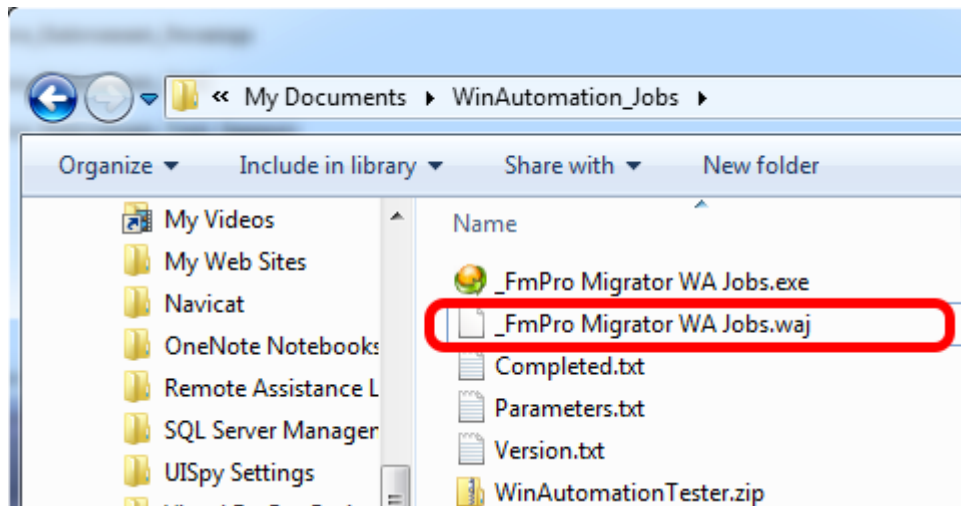 « My Documents ▸ WinAutomation_Jobs ▸
Organize ▾ Include in library ▾ Share with ▾ New folder
My Videos
My Web Sites
Navicat
OneNote Notebooks
Remote Assistance L
SQL Server Manager
UISpy Settings
Name
_FmPro Migrator WA Jobs.exe
_FmPro Migrator WA Jobs.waj
Completed.txt
Parameters.txt
Version.txt
WinAutomationTester.zip